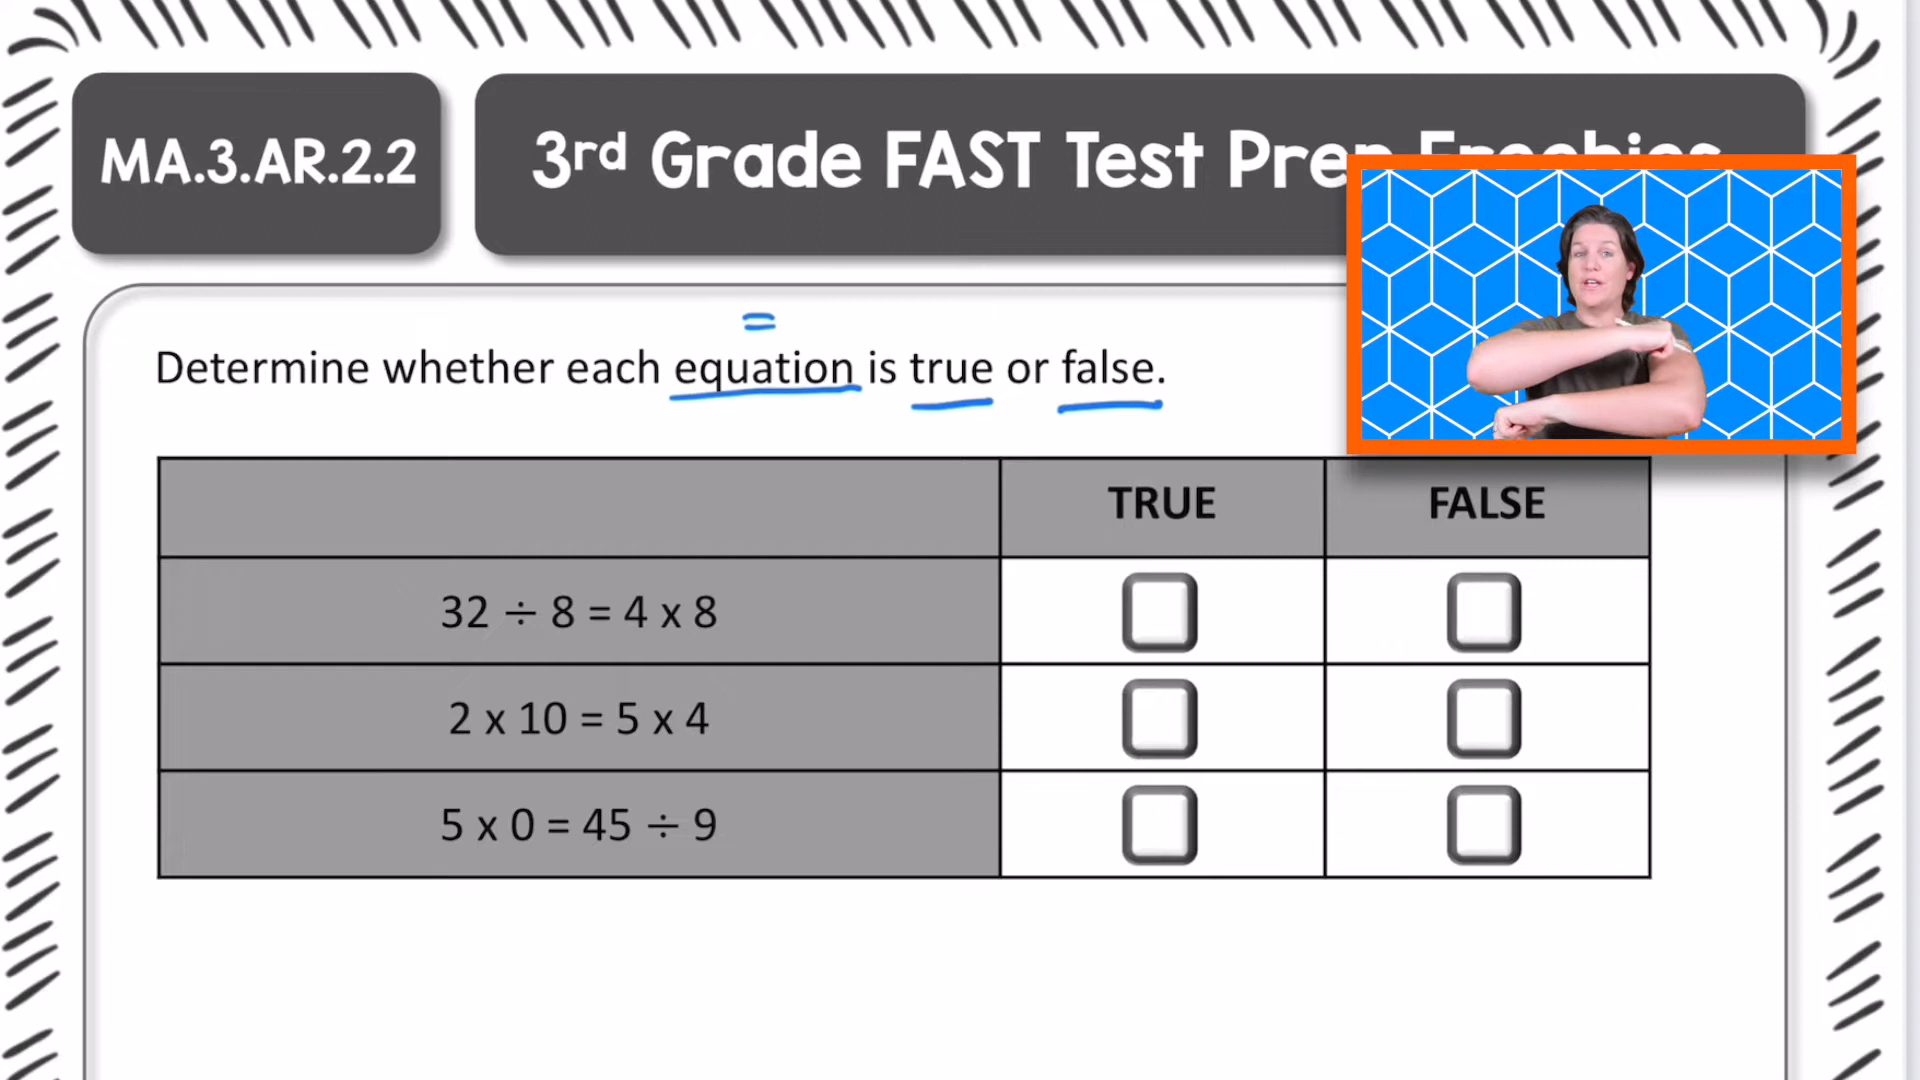 MA.3.AR.2.2
3rd Grade FAST Test Prep Freebies
=
Determine whether each equation is true or false.
TRUE FALSE
32 ÷ 8 = 4 x 8
2 x 10 = 5 x 4
5 x 0 = 45 ÷ 9